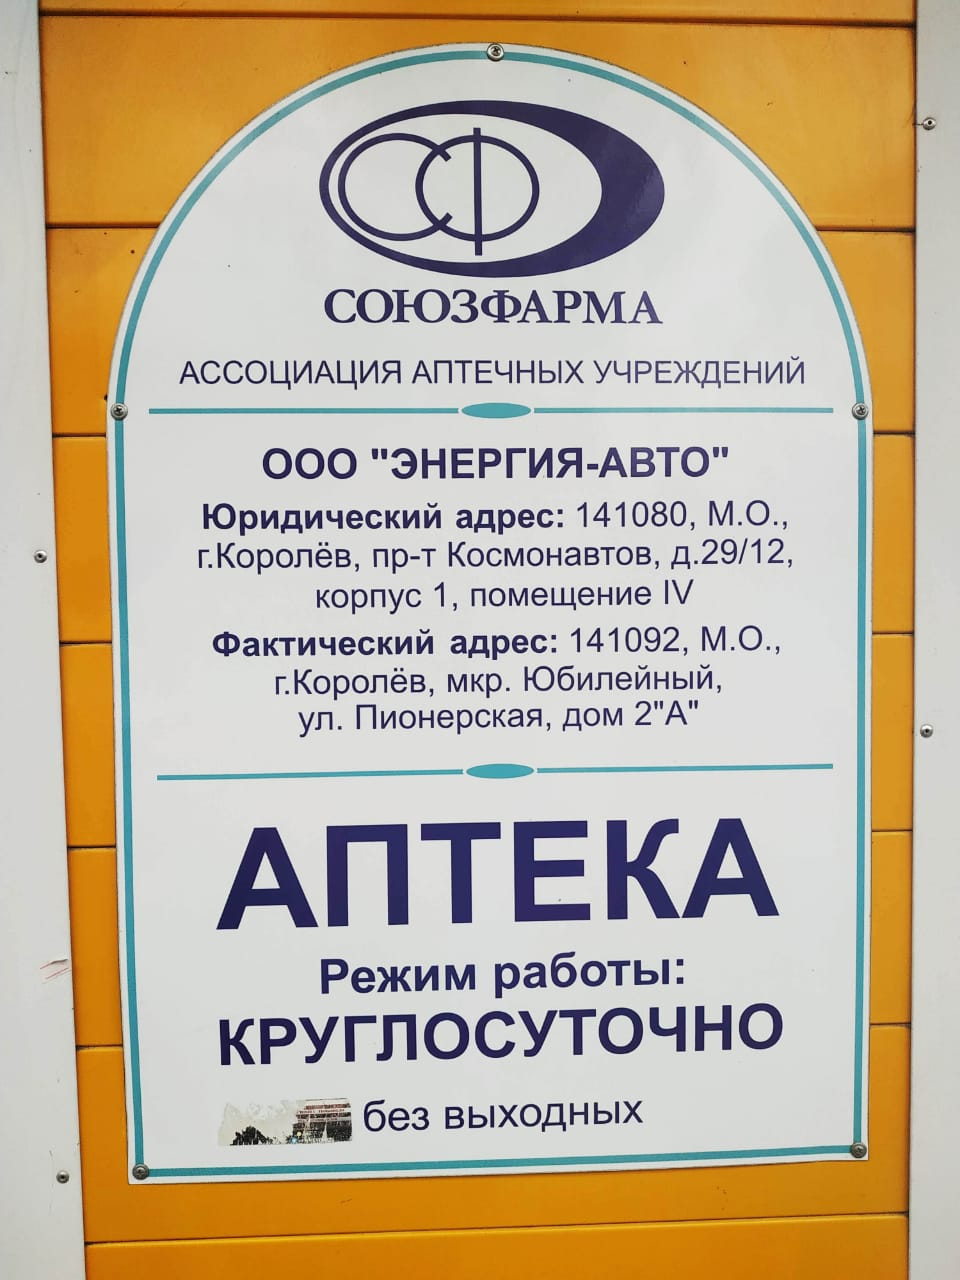 СФ
СОЮЗФАРМА
АССОЦИАЦИЯ АПТЕЧНЫХ УЧРЕЖДЕНИЙ
ООО "ЭНЕРГИЯ-АВТО"
Юридический адрес: 141080, М.О.,
г.Королёв, пр-т Космонавтов, д.29/12,
корпус 1, помещение IV
Фактический адрес: 141092, М.О.,
г.Королёв, мкр. Юбилейный,
ул. Пионерская, дом 2"А"
АПТЕКА
Режим работы:
КРУГЛОСУТОЧНО
без выходных